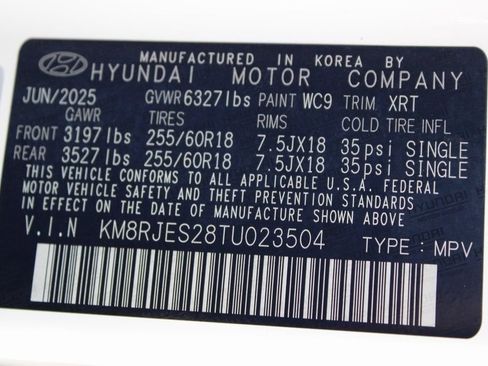 MANUFACTURED IN KOREA BY
HYUNDAI MOTOR COMPANY
JUN/2025 GVWR 6327lbs PAINT WC9 TRIM XRT
GAWR TIRES RIMS COLD TIRE INFL
FRONT 3197lbs 255/60R18 7.5JX18 35psi SINGLE
REAR 3527lbs 255/60R18 7.5JX18 35psi SINGLE
THIS VEHICLE CONFORMS TO ALL APPLICABLE U.S.A. FEDERAL
MOTOR VEHICLE SAFETY AND THEFT PREVENTION STANDARDS
IN EFFECT ON THE DATE OF MANUFACTURE SHOWN ABOVE.
V.I.N KM8RJES28TU023504 TYPE : MPV